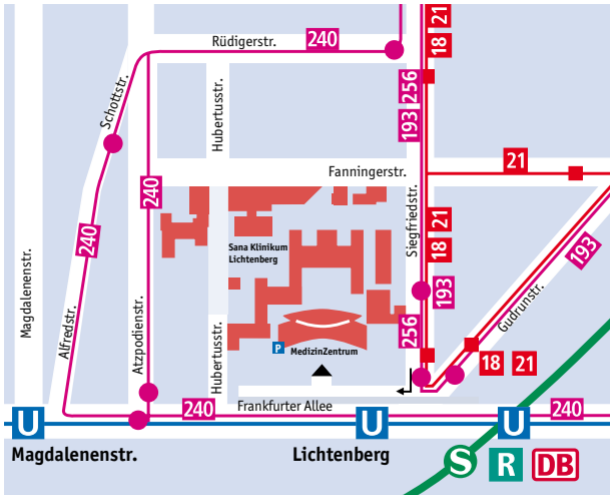 21
18
Rüdigerstr.
240
256
193
Schottstr.
Hubertusstr.
Fanningerstr.
21
240
Siegfriedstr.
21
18
240
Sana Klinikum
Lichtenberg
193
193
Magdalenenstr.
Alfredstr.
Atzpodienstr.
Hubertusstr.
256
Gudrunstr.
P
MedizinZentrum
18
21
240
Frankfurter Allee
240
U
U
U
Magdalenenstr.
Lichtenberg
S
R
DB